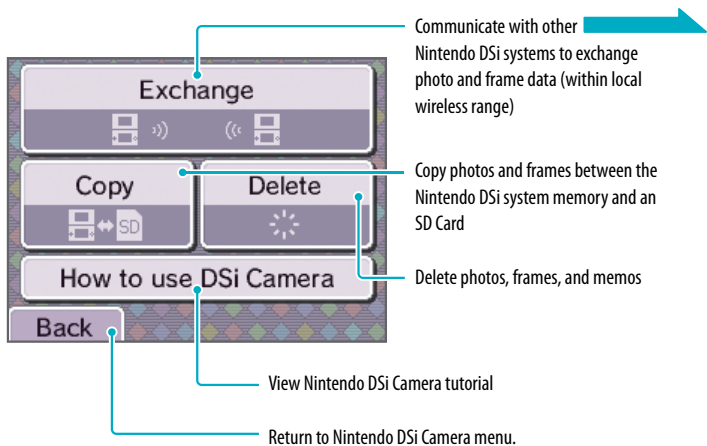 Communicate with other
Nintendo DSi systems to exchange
photo and frame data (within local
wireless range)
Exchange
Copy photos and frames between the
Nintendo DSi system memory and an
SD Card
Copy
Delete
SD
Delete photos, frames, and memos
How to use DSi Camera
Back
View Nintendo DSi Camera tutorial
Return to Nintendo DSi Camera menu.